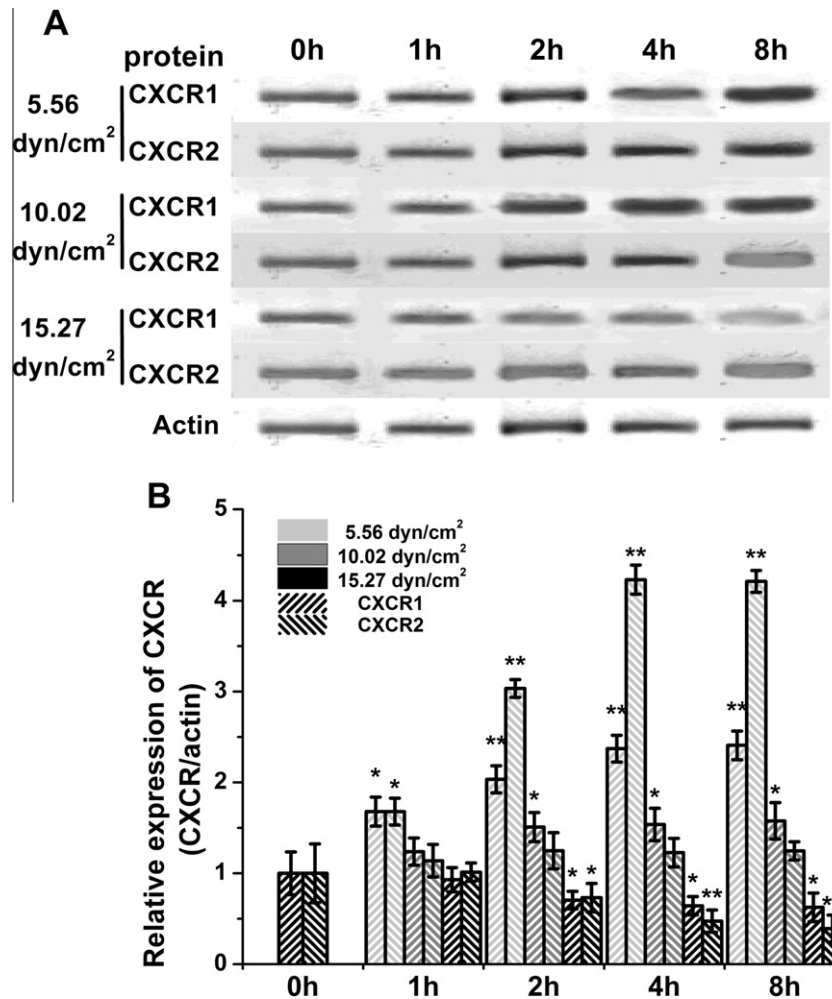 A
protein 0h 1h 2h 4h 8h
5.56 dyn/cm²
CXCR1
CXCR2
10.02 dyn/cm²
CXCR1
CXCR2
15.27 dyn/cm²
CXCR1
CXCR2
Actin
B
Relative expression of CXCR
(CXCR/actin)
5
4
3
2
1
0
5.56 dyn/cm²
10.02 dyn/cm²
15.27 dyn/cm²
CXCR1
CXCR2
* * ** ** * * * ** ** * * ** ** ** * * *
0h 1h 2h 4h 8h